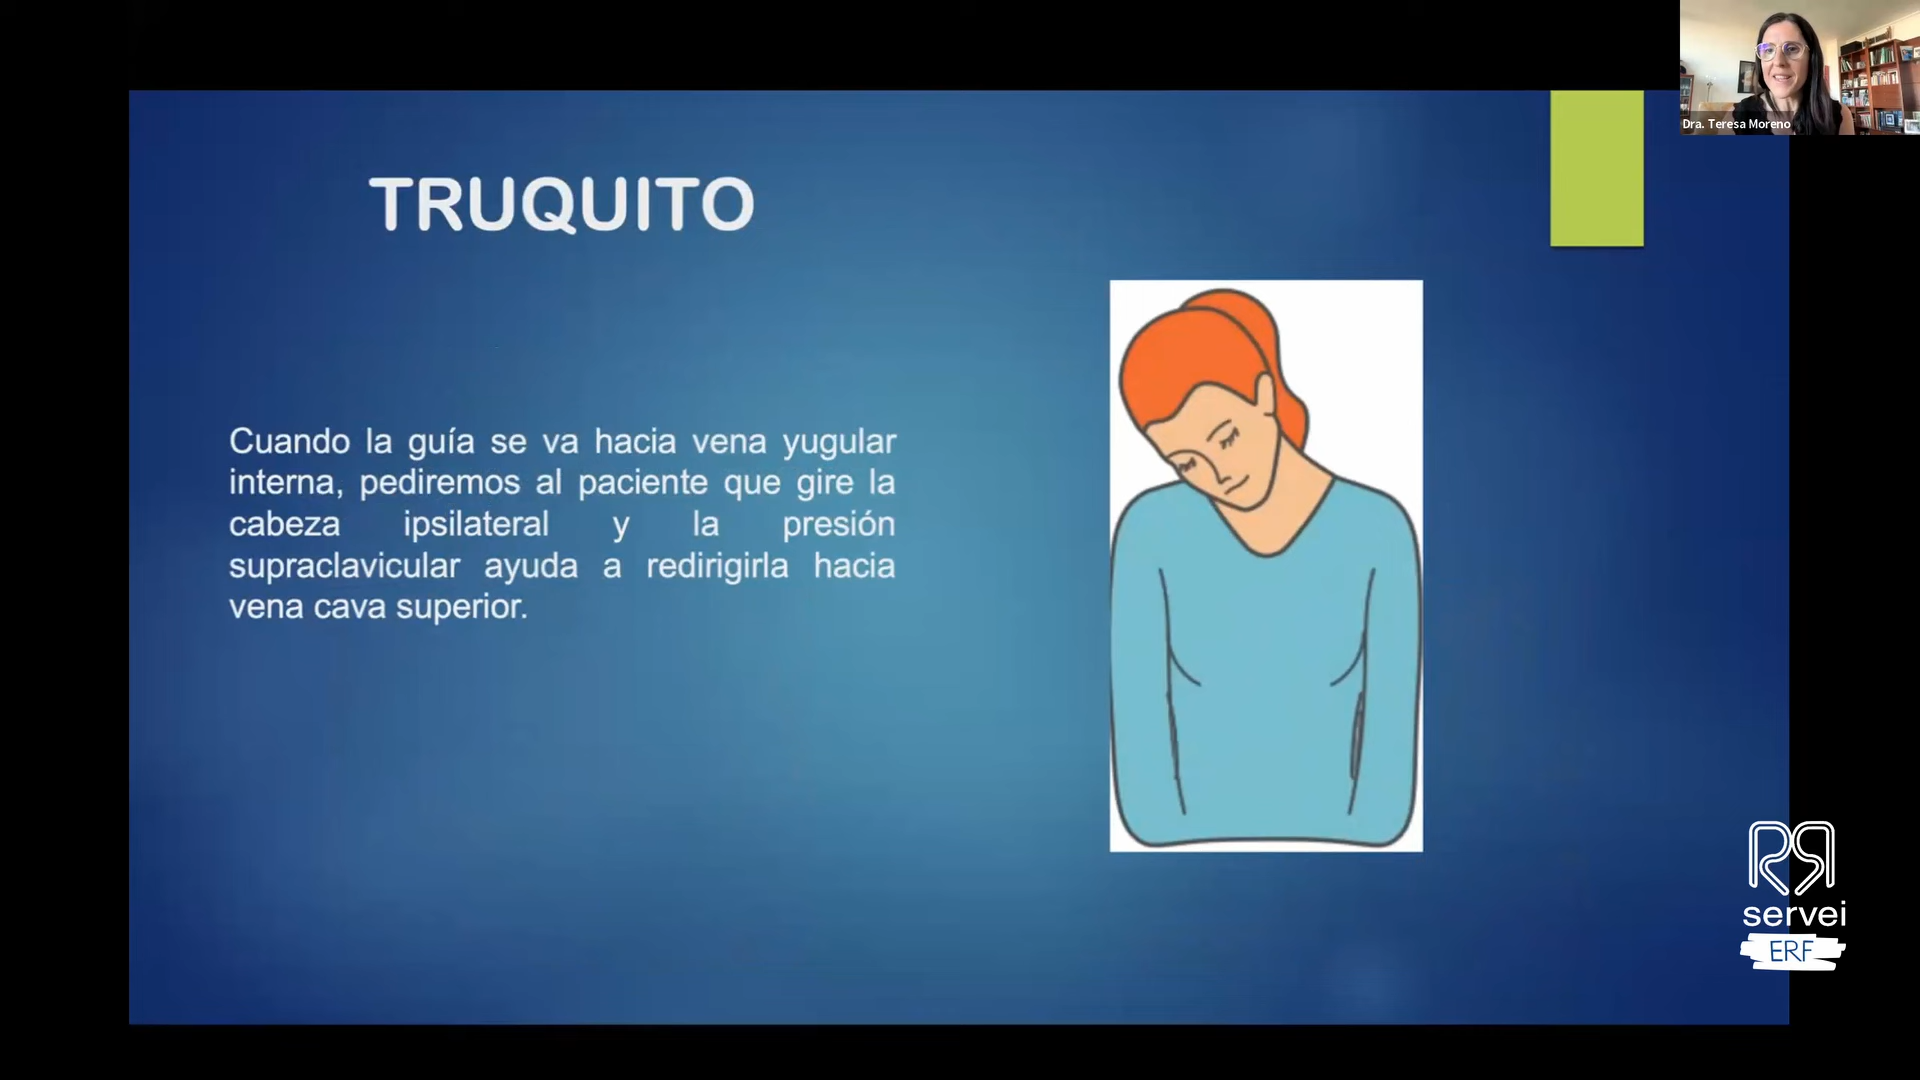 Dra. Teresa Moreno
TRUQUITO
Cuando la guía se va hacia vena yugular
interna, pediremos al paciente que gire la
cabeza ipsilateral y la presión
supraclavicular ayuda a redirigirla hacia
vena cava superior.
servei
ERF